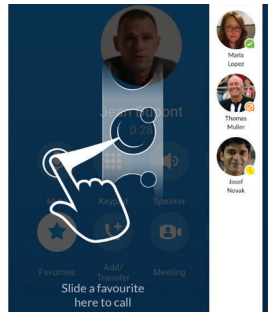 Jean Dupont
0:28
Keypad
Speaker
Favorites
Add/
Transfer
Meeting
Slide a favourite
here to call
Maria
Lopez
Thomas
Muller
Josef
Novak